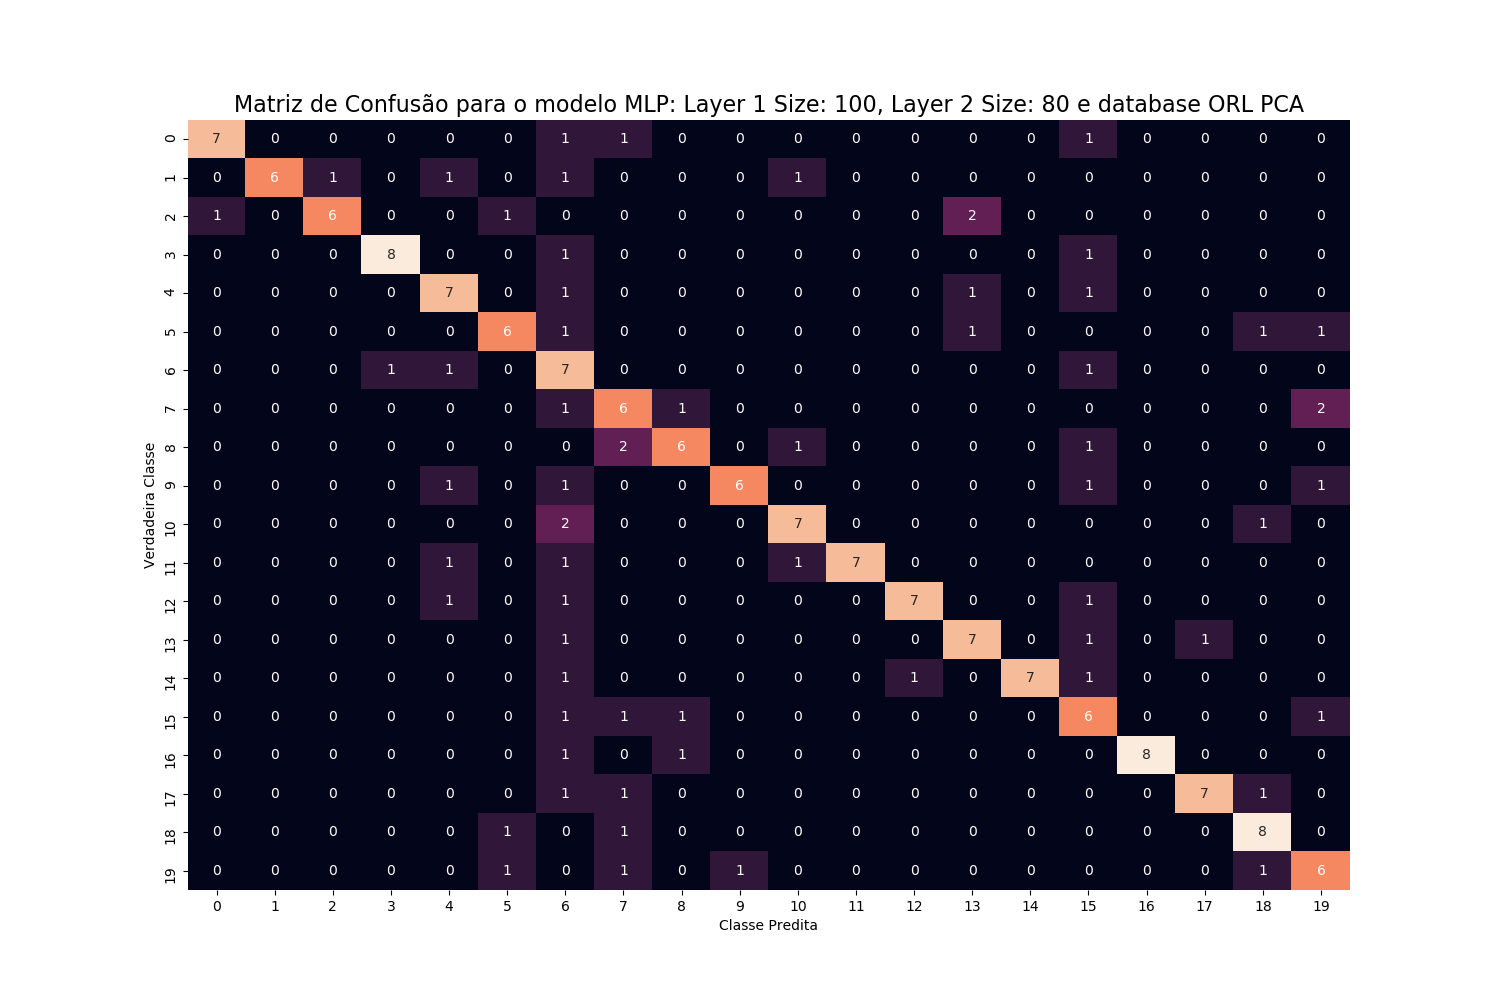 Matriz de Confusão para o modelo MLP: Layer 1 Size: 100, Layer 2 Size: 80 e database ORL PCA
Verdadeira Classe
0 7 0 0 0 0 0 1 1 0 0 0 0 0 0 0 1 0 0 0 0
1 0 6 1 0 1 0 1 0 0 0 1 0 0 0 0 0 0 0 0 0
2 1 0 6 0 0 1 0 0 0 0 0 0 0 2 0 0 0 0 0 0
3 0 0 0 8 0 0 1 0 0 0 0 0 0 0 0 1 0 0 0 0
4 0 0 0 0 7 0 1 0 0 0 0 0 0 1 0 1 0 0 0 0
5 0 0 0 0 0 6 1 0 0 0 0 0 0 1 0 0 0 0 1 1
6 0 0 0 1 1 0 7 0 0 0 0 0 0 0 0 1 0 0 0 0
7 0 0 0 0 0 0 1 6 1 0 0 0 0 0 0 0 0 0 0 2
8 0 0 0 0 0 0 0 2 6 0 1 0 0 0 0 1 0 0 0 0
9 0 0 0 0 1 0 1 0 0 6 0 0 0 0 0 1 0 0 0 1
10 0 0 0 0 0 0 2 0 0 0 7 0 0 0 0 0 0 0 1 0
11 0 0 0 0 1 0 1 0 0 0 1 7 0 0 0 0 0 0 0 0
12 0 0 0 0 1 0 1 0 0 0 0 0 7 0 0 1 0 0 0 0
13 0 0 0 0 0 0 1 0 0 0 0 0 0 7 0 1 0 1 0 0
14 0 0 0 0 0 0 1 0 0 0 0 0 1 0 7 1 0 0 0 0
15 0 0 0 0 0 0 1 1 1 0 0 0 0 0 0 6 0 0 0 1
16 0 0 0 0 0 0 1 0 1 0 0 0 0 0 0 0 8 0 0 0
17 0 0 0 0 0 0 1 1 0 0 0 0 0 0 0 0 0 7 1 0
18 0 0 0 0 0 1 0 1 0 0 0 0 0 0 0 0 0 0 8 0
19 0 0 0 0 0 1 0 1 0 1 0 0 0 0 0 0 0 0 1 6
0 1 2 3 4 5 6 7 8 9 10 11 12 13 14 15 16 17 18 19
Classe Predita